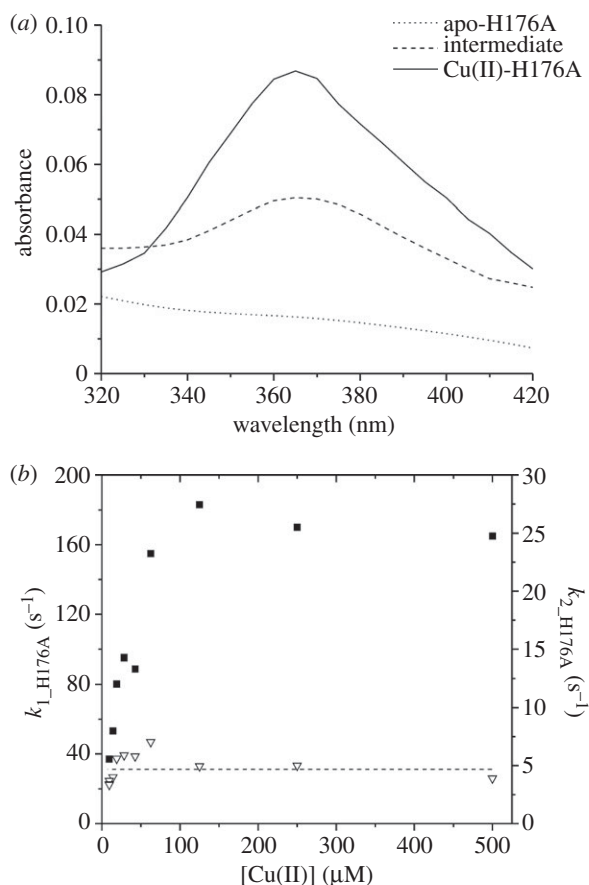 (a)
0.10
0.08
0.06
0.04
0.02
0
absorbance
apo-H176A
intermediate
Cu(II)-H176A
320 340 360 380 400 420
wavelength (nm)
(b)
200
160
120
80
40
0
k1_H176A (s−1)
30
25
20
15
10
5
0
k2_H176A (s−1)
0 100 200 300 400 500
[Cu(II)] (μM)